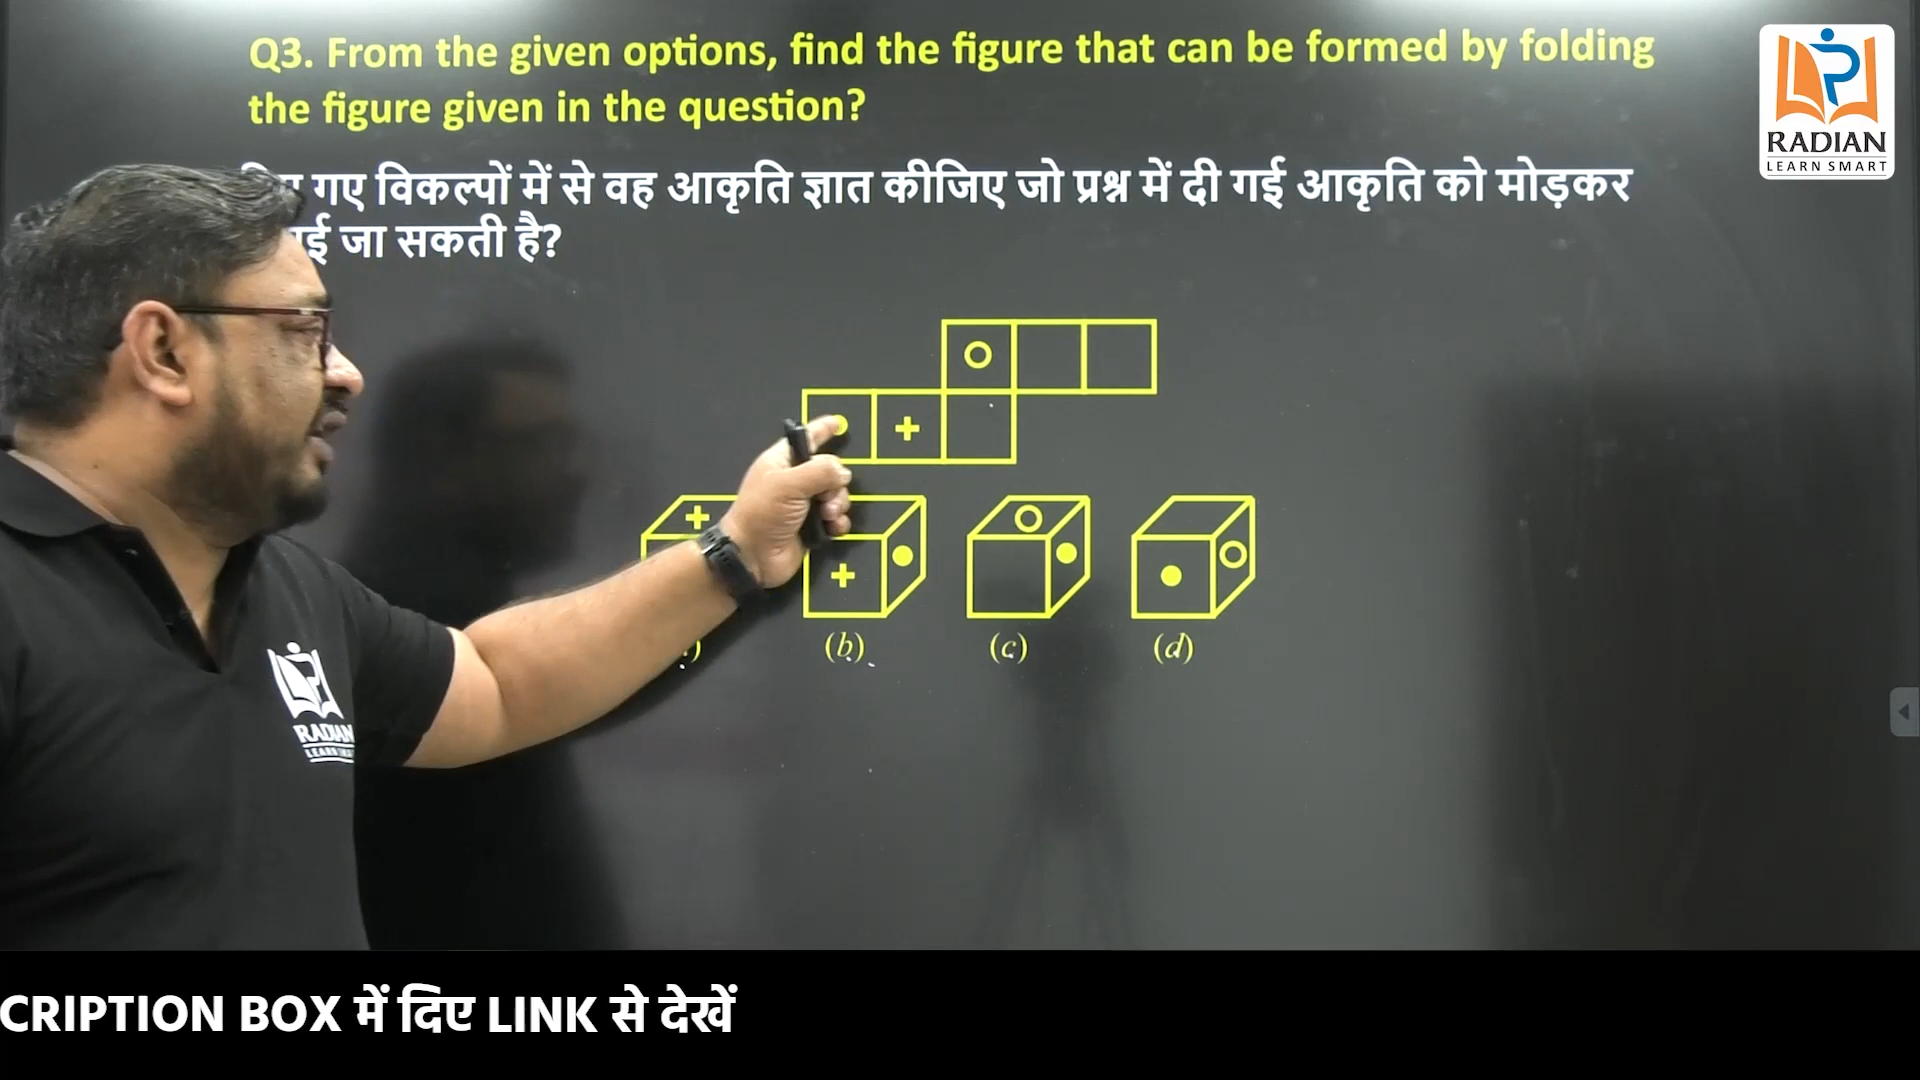 Q3. From the given options, find the figure that can be formed by folding
the figure given in the question?
गए विकल्पों में से वह आकृति ज्ञात कीजिए जो प्रश्न में दी गई आकृति को मोड़कर
जा सकती है?
RADIAN
LEARN SMART
(b)
(c)
(d)
RADIAN
CRIPTION BOX में दिए LINK से देखें